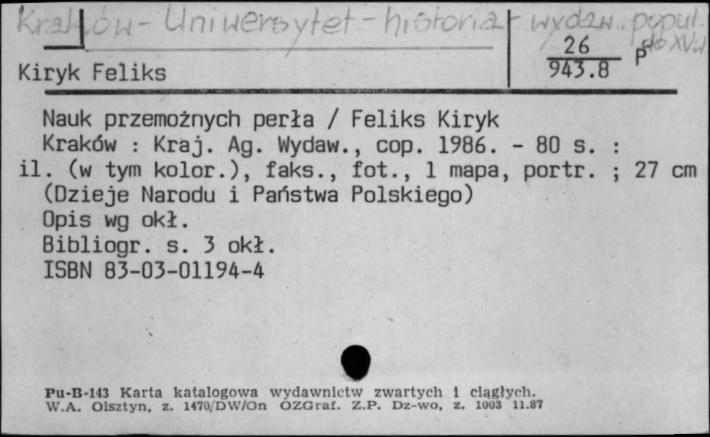 Kraków - Uniwersytet - historia - wydaw. popul.
do XV w
26
943.8
P
Kiryk Feliks
Nauk przemożnych perła / Feliks Kiryk
Kraków : Kraj. Ag. Wydaw., cop. 1986. - 80 s. :
il. (w tym kolor.), faks., fot., 1 mapa, portr. ; 27 cm
(Dzieje Narodu i Państwa Polskiego)
Opis wg okł.
Bibliogr. s. 3 okł.
ISBN 83-03-01194-4
Pu-B-143 Karta katalogowa wydawnictw zwartych i ciągłych.
W.A. Olsztyn, z. 1470/DW/On OZGraf. Z.P. Dz-wo, z. 1003 11.87